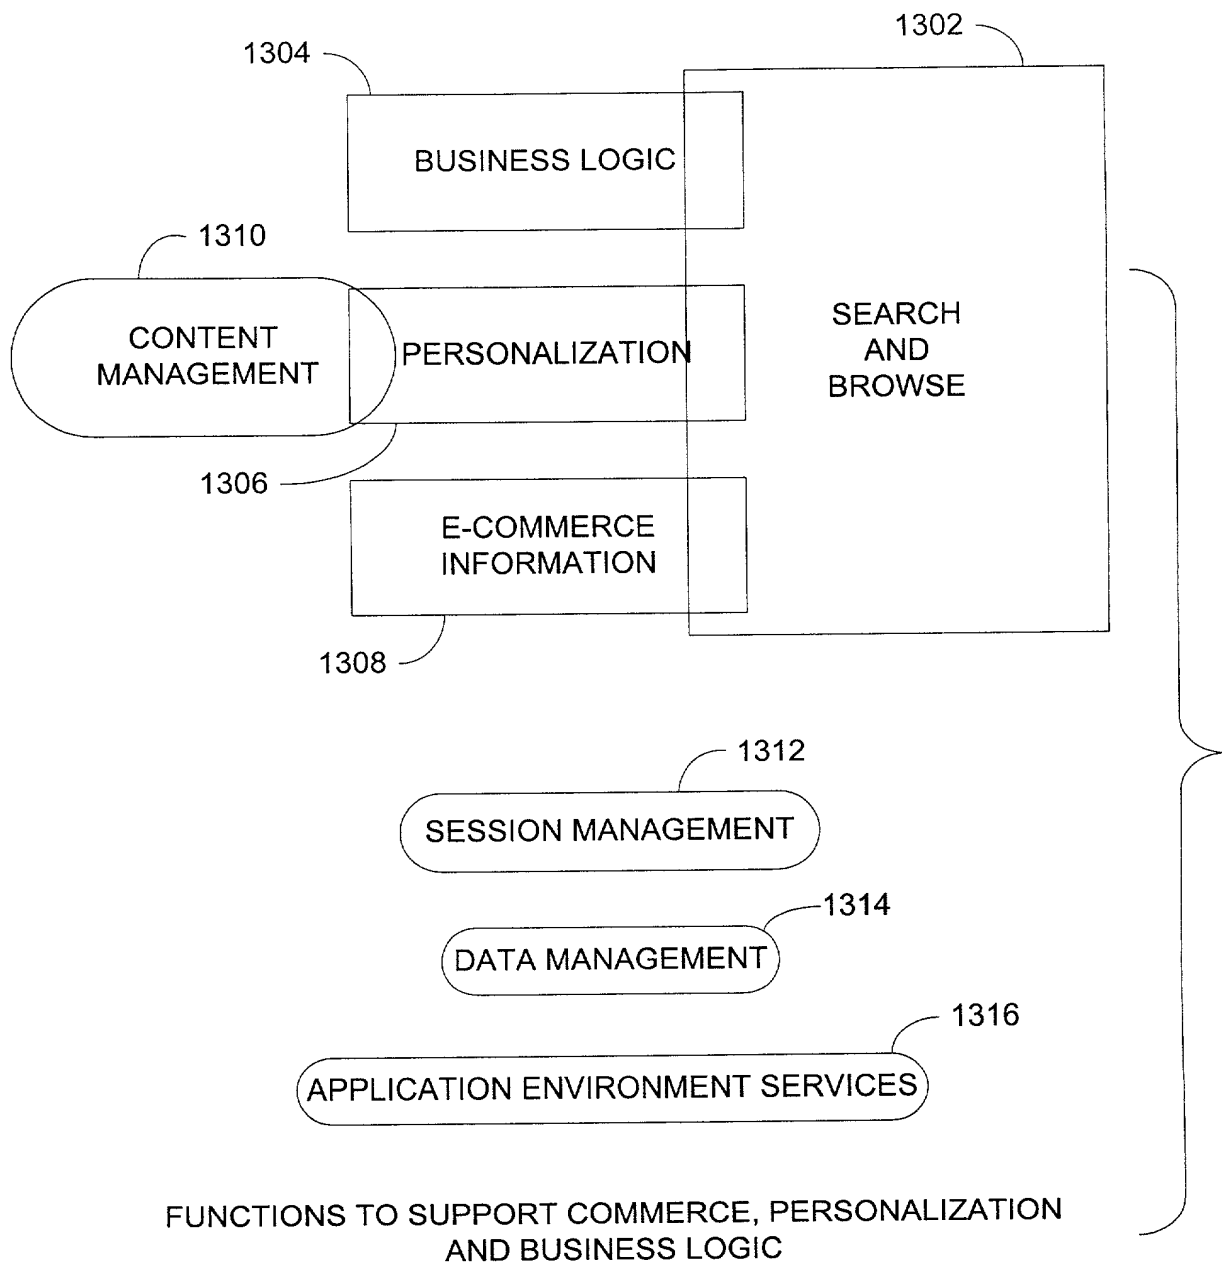 1302
1304
BUSINESS LOGIC
1310
CONTENT
MANAGEMENT
PERSONALIZATION
SEARCH
AND
BROWSE
1306
E-COMMERCE
INFORMATION
1308
1312
SESSION MANAGEMENT
1314
DATA MANAGEMENT
1316
APPLICATION ENVIRONMENT SERVICES
FUNCTIONS TO SUPPORT COMMERCE, PERSONALIZATION
AND BUSINESS LOGIC